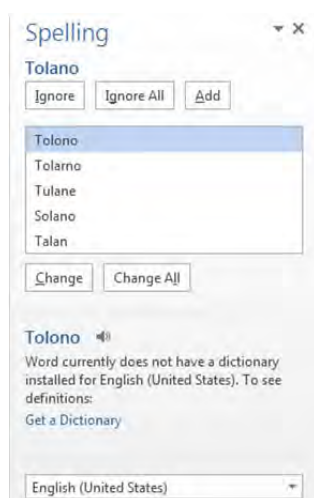 Spelling
Tolano
Ignore Ignore All Add
Tolono
Tolarno
Tulane
Solano
Talan
Change Change All
Tolono
Word currently does not have a dictionary
installed for English (United States). To see
definitions:
Get a Dictionary
English (United States)